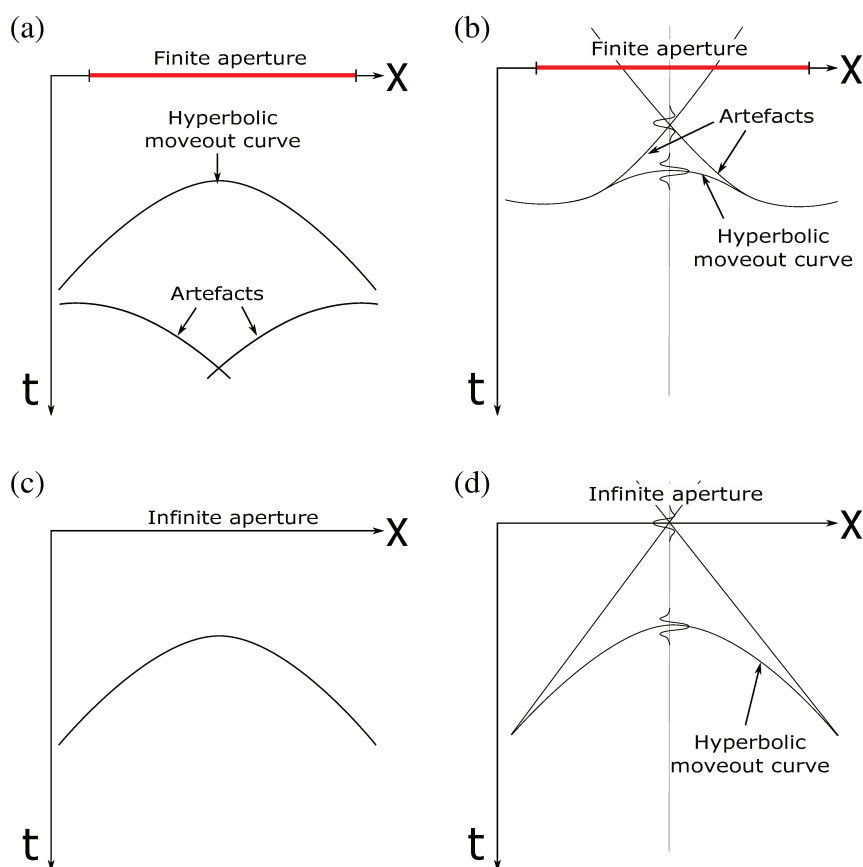 (a)
Finite aperture
X
Hyperbolic
moveout curve
Artefacts
t
(b)
Finite aperture
X
Artefacts
Hyperbolic
moveout curve
t
(c)
Infinite aperture
X
t
(d)
Infinite aperture
X
Hyperbolic
moveout curve
t